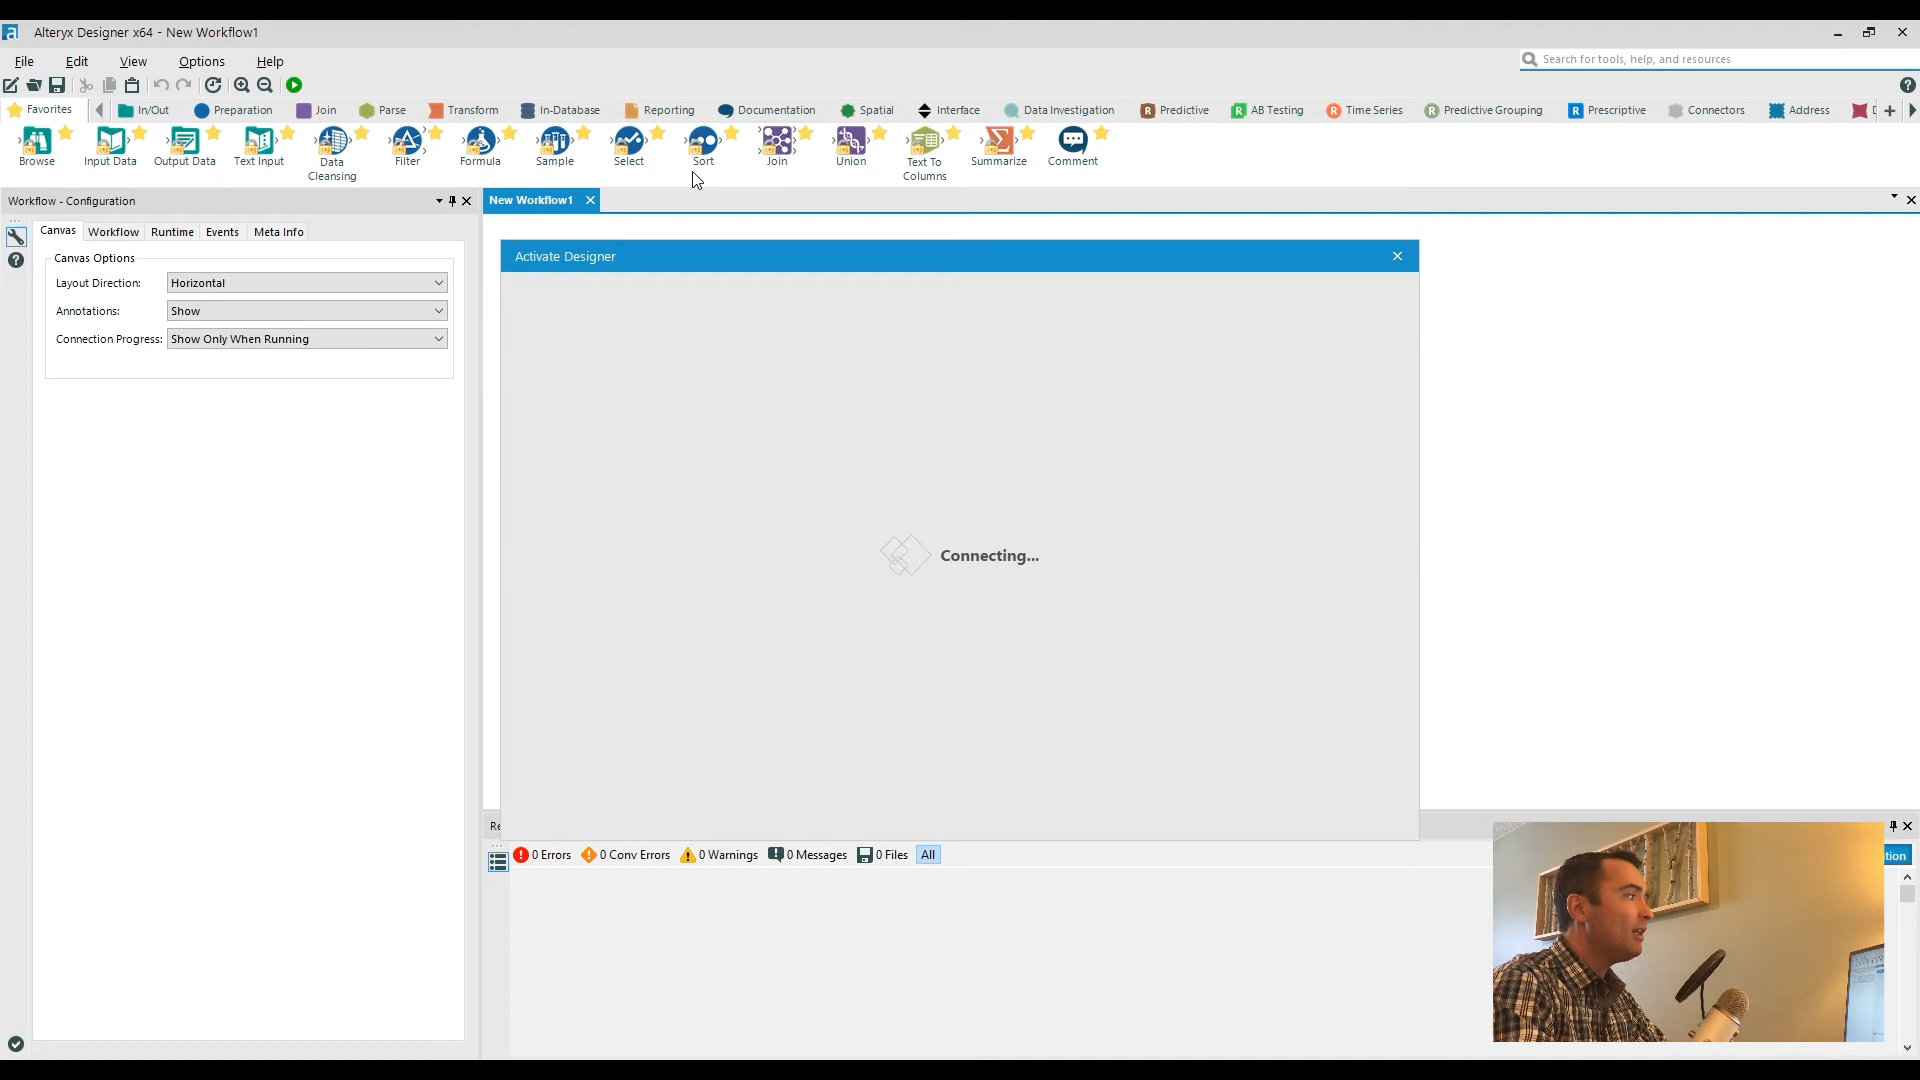 Alteryx Designer x64 - New Workflow1
File Edit View Options Help
Search for tools, help, and resources
Favorites In/Out Preparation Join Parse Transform In-Database Reporting Documentation Spatial Interface Data Investigation Predictive AB Testing Time Series Predictive Grouping Prescriptive Connectors Address
Browse Input Data Output Data Text Input Data Cleansing Filter Formula Sample Select Sort Join Union Text To Columns Summarize Comment
Workflow - Configuration
New Workflow1
Canvas Workflow Runtime Events Meta Info
Canvas Options
Layout Direction: Horizontal
Annotations: Show
Connection Progress: Show Only When Running
Activate Designer
Connecting...
Re
0 Errors 0 Conv Errors 0 Warnings 0 Messages 0 Files All
tion